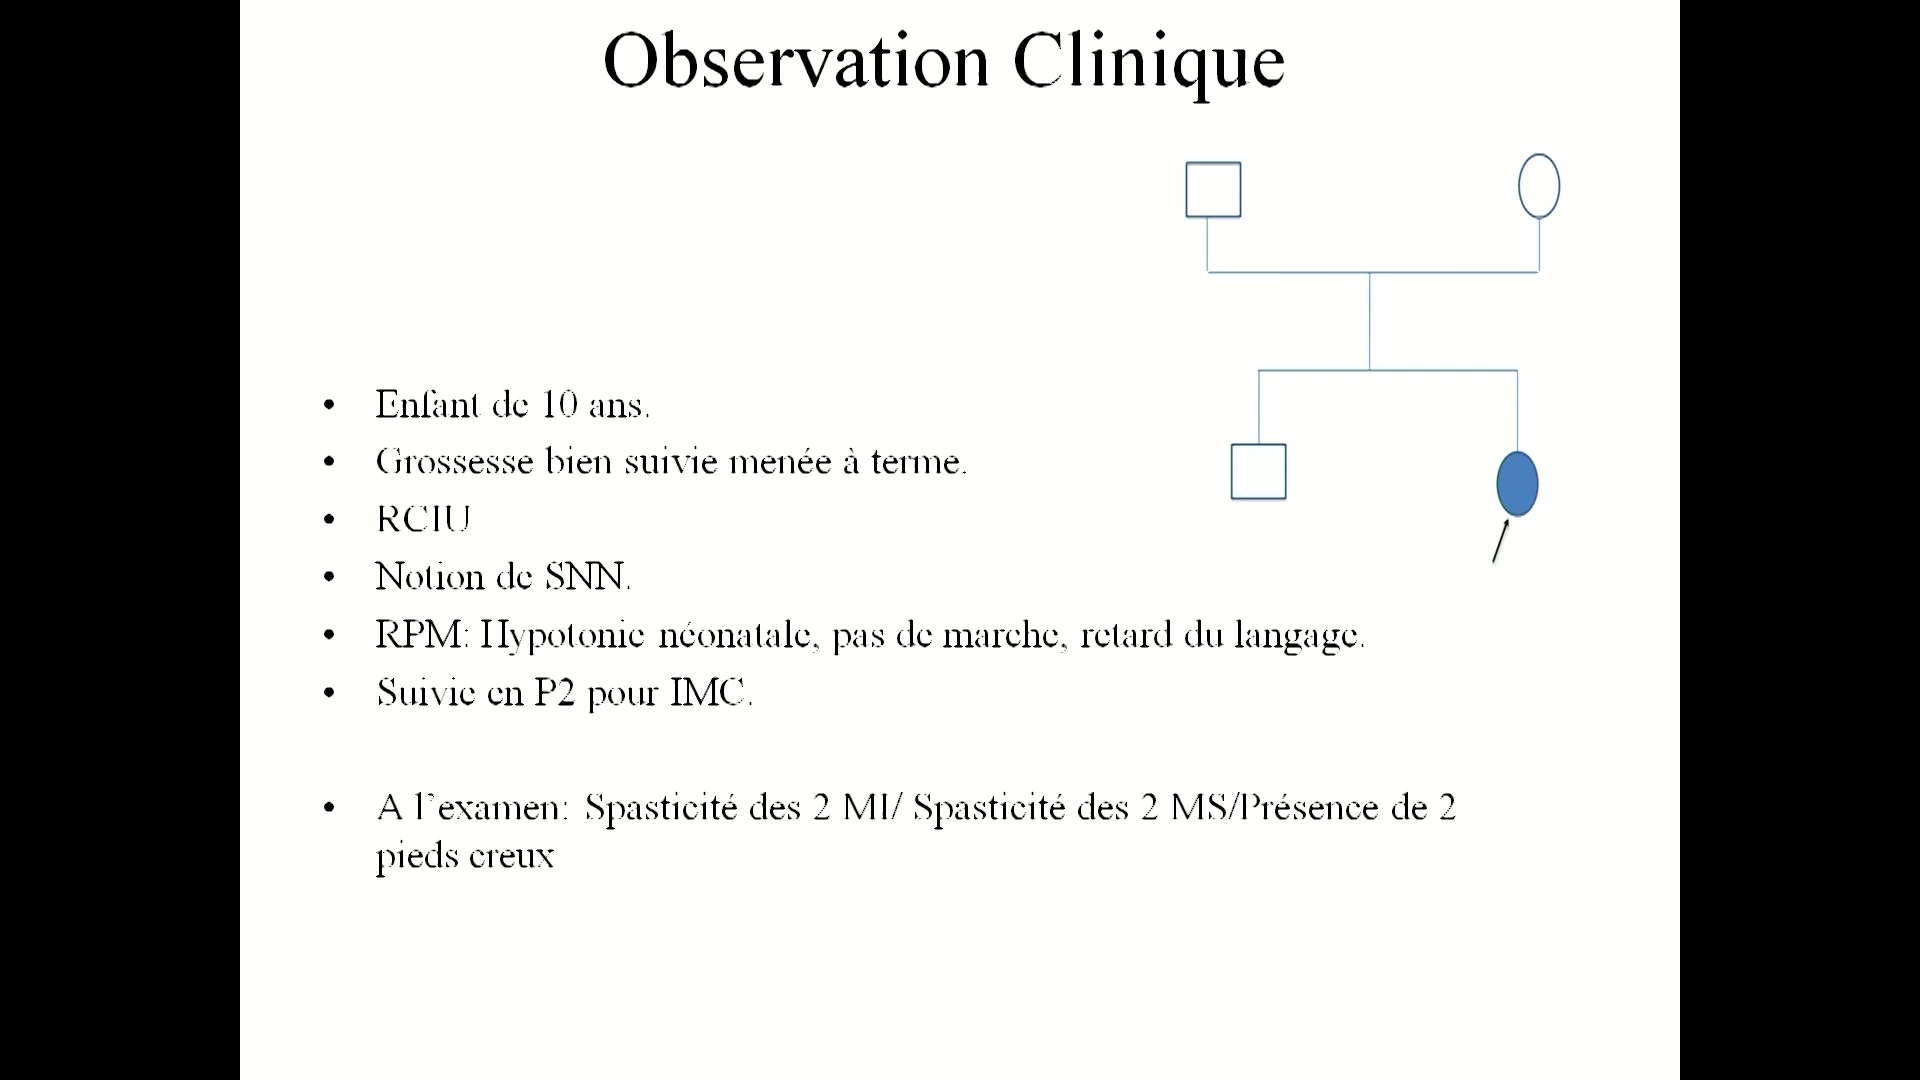 Observation Clinique
• Enfant de 10 ans.
• Grossesse bien suivie menée à terme.
• RCIU
• Notion de SNN.
• RPM: Hypotonie néonatale, pas de marche, retard du langage.
• Suivie en P2 pour IMC.
• A l'examen: Spasticité des 2 MI/ Spasticité des 2 MS/Présence de 2
pieds creux